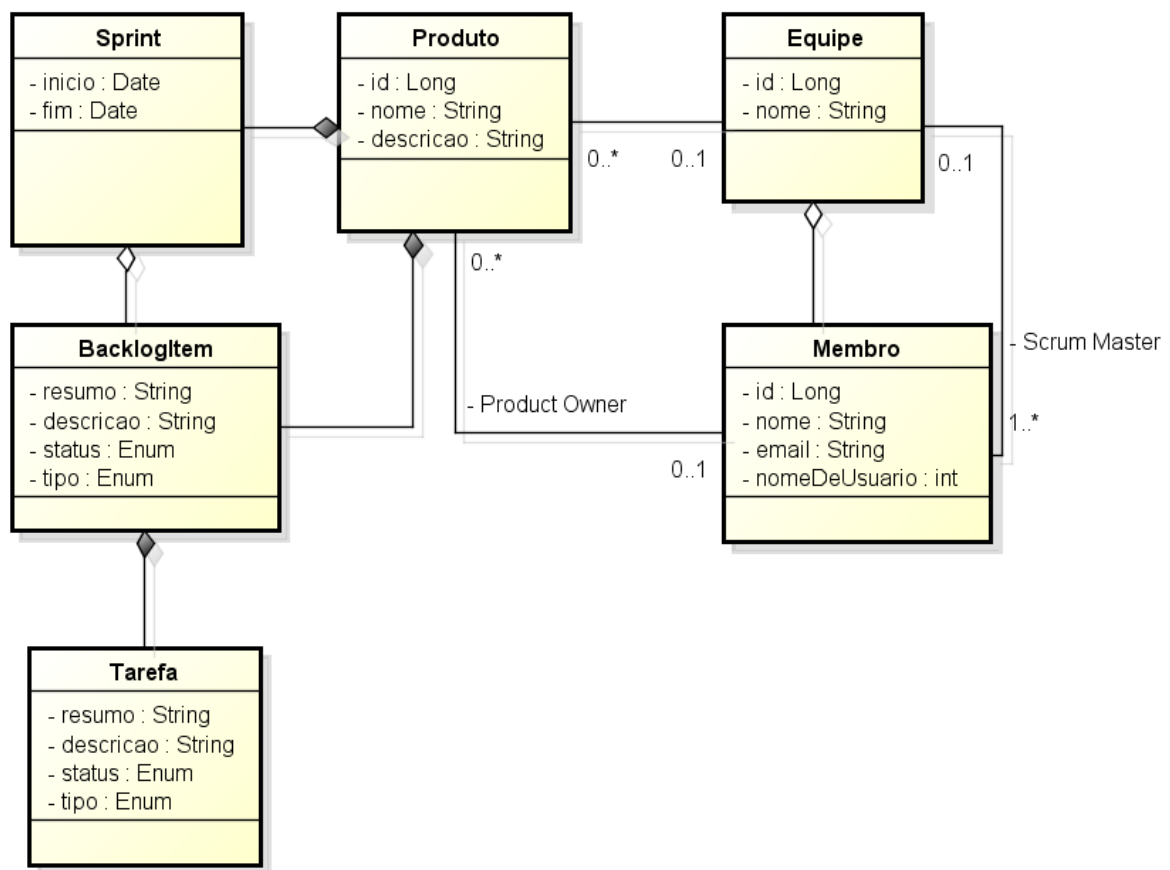 Sprint
- inicio : Date
- fim : Date
Produto
- id : Long
- nome : String
- descricao : String
Equipe
- id : Long
- nome : String
0..*
0..1
0..1
0..*
BacklogItem
- resumo : String
- descricao : String
- status : Enum
- tipo : Enum
- Product Owner
0..1
Membro
- id : Long
- nome : String
- email : String
- nomeDeUsuario : int
- Scrum Master
1..*
Tarefa
- resumo : String
- descricao : String
- status : Enum
- tipo : Enum